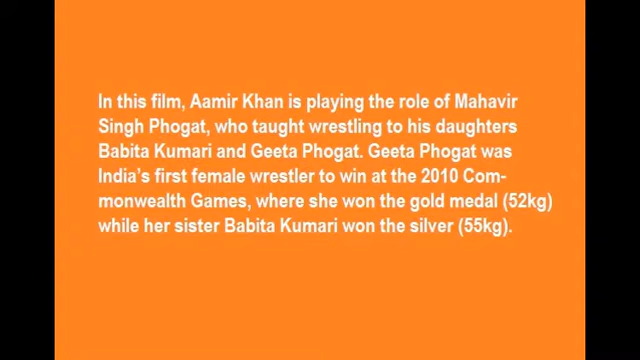 In this film, Aamir Khan is playing the role of Mahavir
Singh Phogat, who taught wrestling to his daughters
Babita Kumari and Geeta Phogat. Geeta Phogat was
India's first female wrestler to win at the 2010 Com-
monwealth Games, where she won the gold medal (52kg)
while her sister Babita Kumari won the silver (55kg).